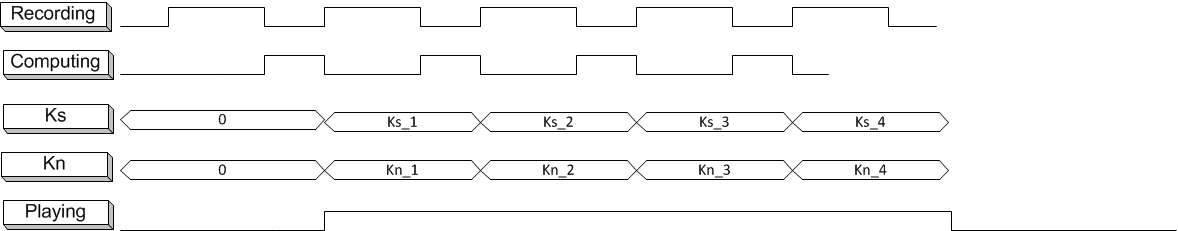 Recording
Computing
Ks 0 Ks_1 Ks_2 Ks_3 Ks_4
Kn 0 Kn_1 Kn_2 Kn_3 Kn_4
Playing